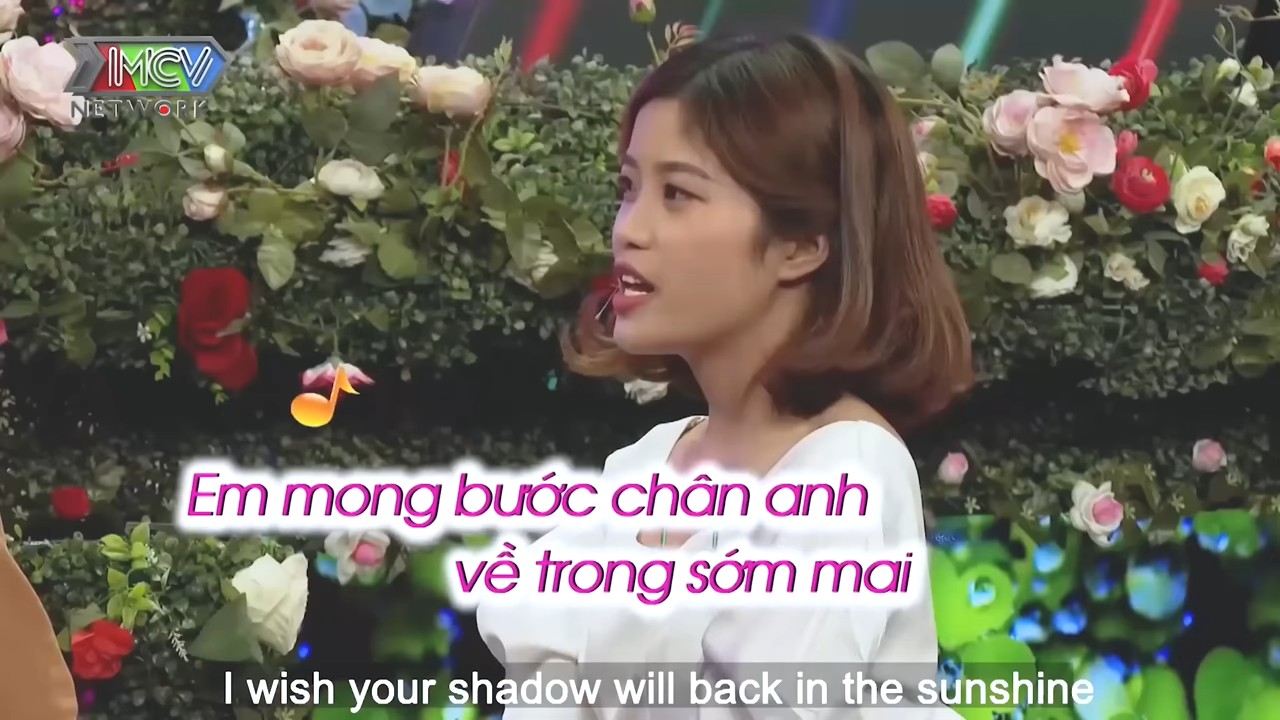 MCV
NETWORK
Em mong bước chân anh
về trong sớm mai
I wish your shadow will back in the sunshine